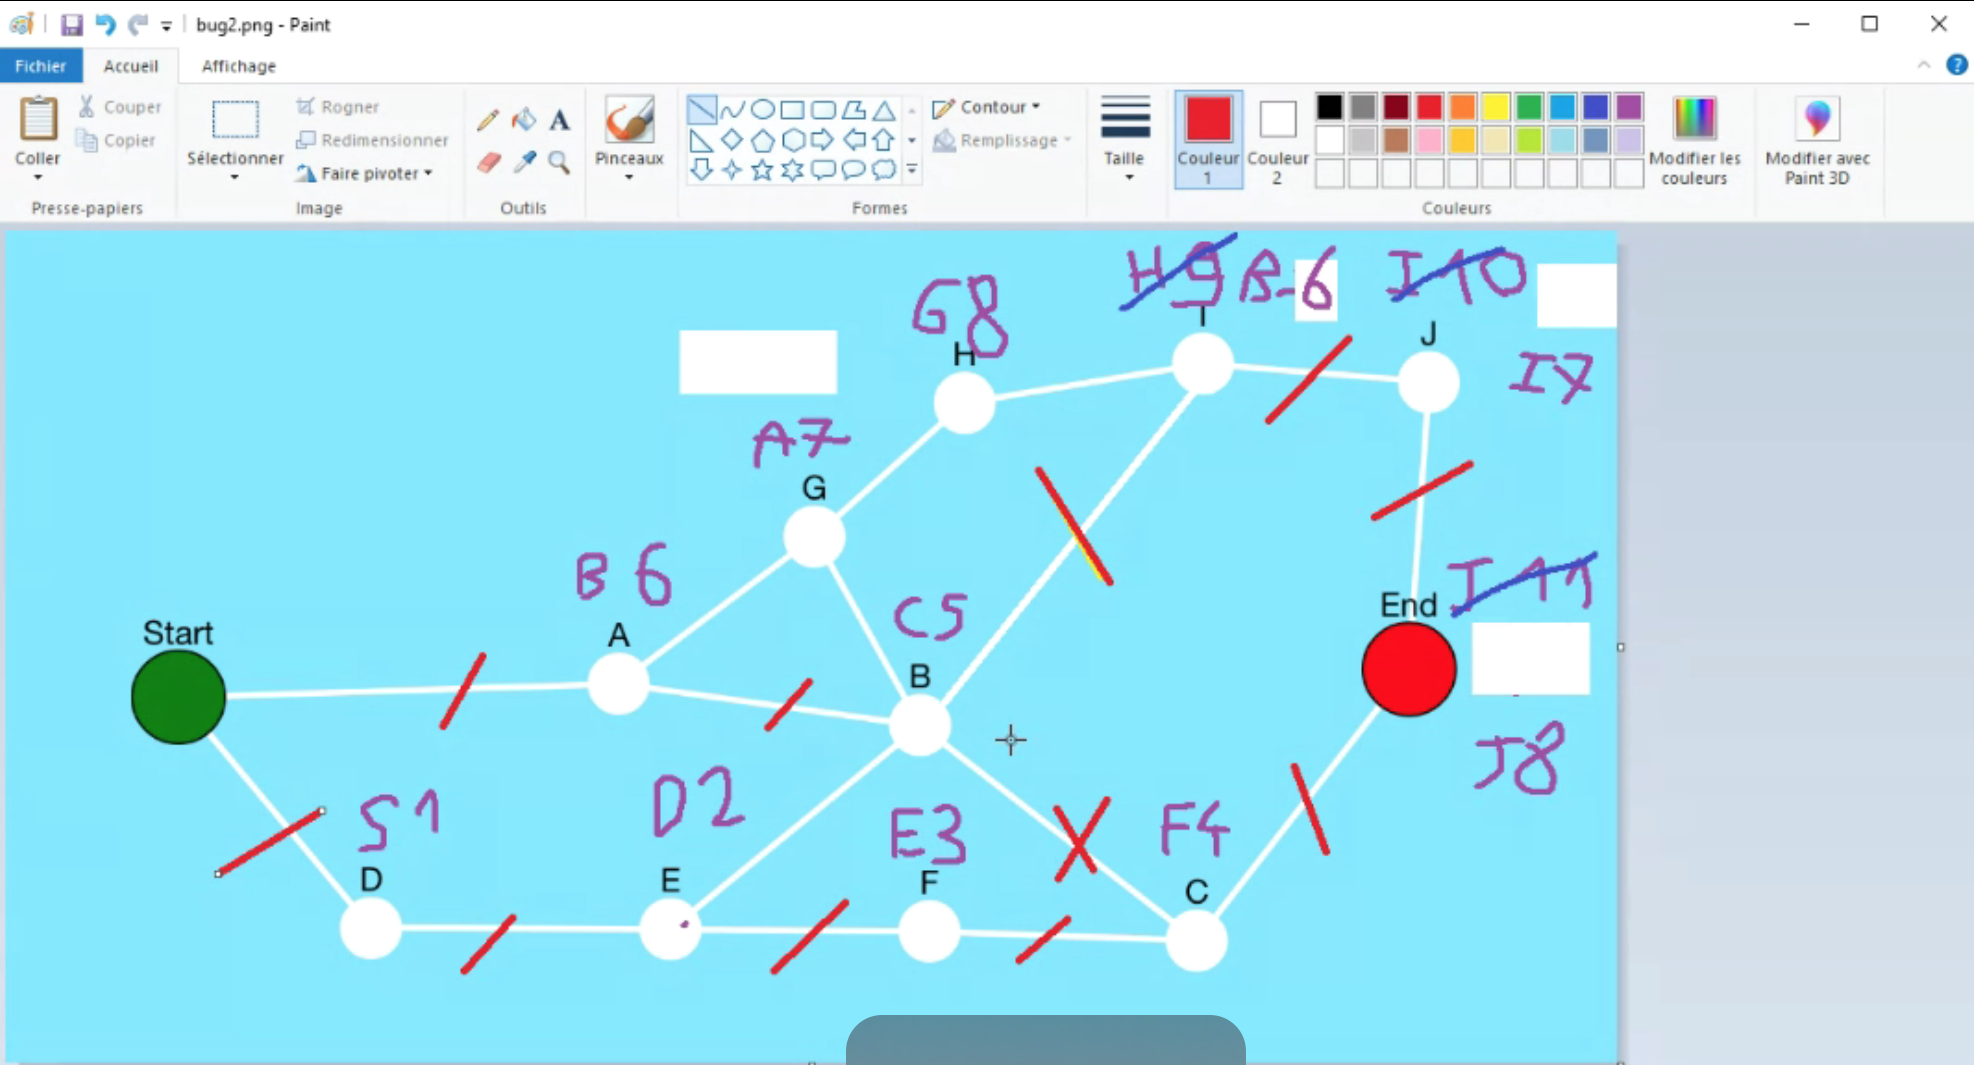 bug2.png - Paint
Fichier Accueil Affichage
Coller
Couper
Copier
Presse-papiers
Sélectionner
Rogner
Redimensionner
Faire pivoter
Image
A
Outils
Pinceaux
Formes
Contour
Remplissage
Taille
Couleur 1
Couleur 2
Couleurs
Modifier les couleurs
Modifier avec Paint 3D
H9 B-6 I10
G8
I
J
H
I7
A7
G
B6
C5
I11
End
Start
A
B
J8
S1
D2
E3
F4
D
E
F
C